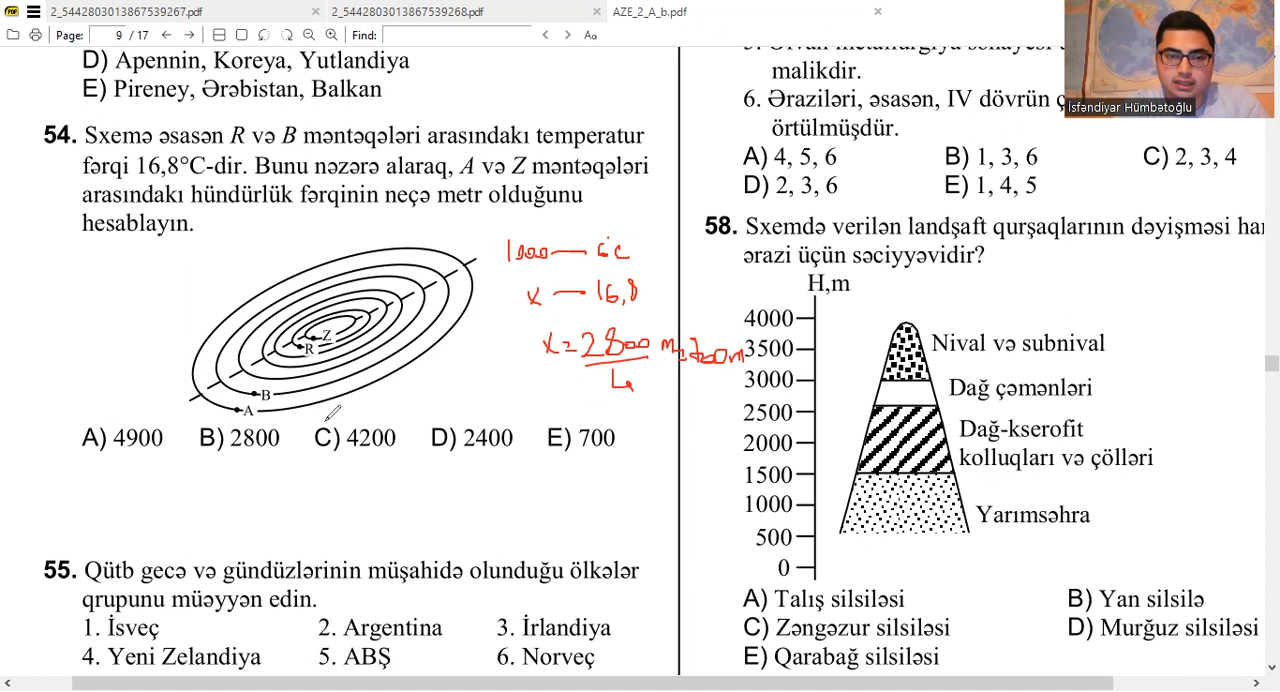 2_5442803013867539267.pdf
2_5442803013867539268.pdf
AZE_2_A_b.pdf
Page: 9 / 17
Find:
Aa
İsfəndiyar Hümbətoğlu
D) Apennin, Koreya, Yutlandiya
E) Pireney, Ərəbistan, Balkan
54. Sxemə əsasən R və B məntəqələri arasındakı temperatur
fərqi 16,8°C-dir. Bunu nəzərə alaraq, A və Z məntəqələri
arasındakı hündürlük fərqinin neçə metr olduğunu
hesablayın.
Z
R
B
A
1000 — 6°C
x — 16,8
x = 2800 m = 700m
4
A) 4900 B) 2800 C) 4200 D) 2400 E) 700
55. Qütb gecə və gündüzlərinin müşahidə olunduğu ölkələr
qrupunu müəyyən edin.
1. İsveç 2. Argentina 3. İrlandiya
4. Yeni Zelandiya 5. ABŞ 6. Norveç
malikdir.
6. Əraziləri, əsasən, IV dövrün ç
örtülmüşdür.
A) 4, 5, 6 B) 1, 3, 6 C) 2, 3, 4
D) 2, 3, 6 E) 1, 4, 5
58. Sxemdə verilən landşaft qurşaqlarının dəyişməsi han
ərazi üçün səciyyəvidir?
H,m
4000
3500
3000
2500
2000
1500
1000
500
0
Nival və subnival
Dağ çəmənləri
Dağ-kserofit
kolluqları və çölləri
Yarımsəhra
A) Talış silsiləsi B) Yan silsilə
C) Zəngəzur silsiləsi D) Murğuz silsiləsi
E) Qarabağ silsiləsi